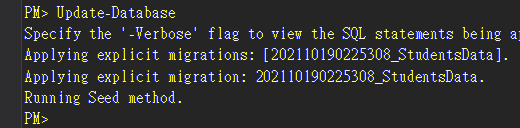 PM> Update-Database
Specify the '-Verbose' flag to view the SQL statements being
Applying explicit migrations: [202110190225308_StudentsData].
Applying explicit migration: 202110190225308_StudentsData.
Running Seed method.
PM>